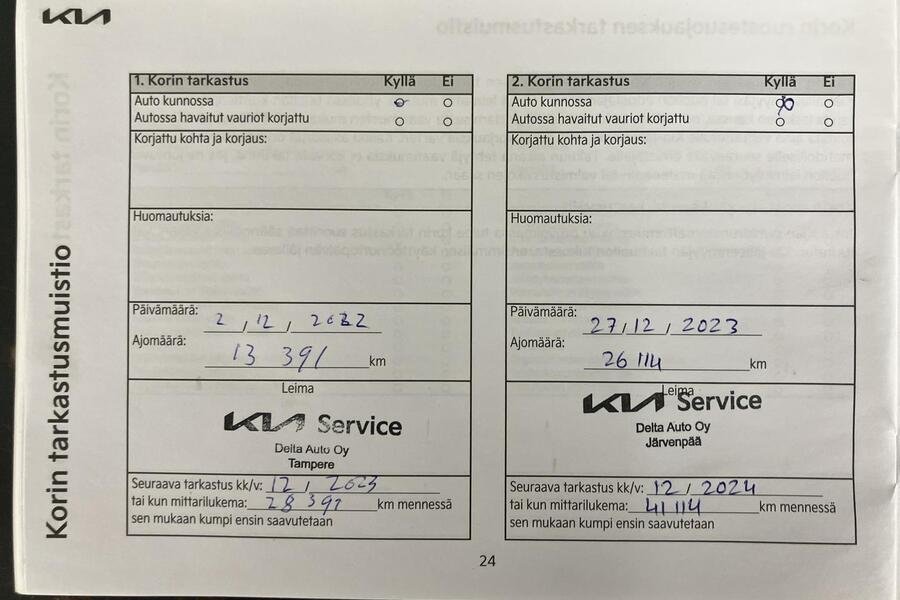 KIA
Korin tarkastusmuistio
1. Korin tarkastus Kyllä Ei
Auto kunnossa
Autossa havaitut vauriot korjattu
Korjattu kohta ja korjaus:
Huomautuksia:
Päivämäärä: 2, 12, 2022
Ajomäärä: 13 391 km
Leima
KIA Service
Delta Auto Oy
Tampere
Seuraava tarkastus kk/v: 12, 2023
tai kun mittarilukema: 28 391 km mennessä
sen mukaan kumpi ensin saavutetaan
2. Korin tarkastus Kyllä Ei
Auto kunnossa
Autossa havaitut vauriot korjattu
Korjattu kohta ja korjaus:
Huomautuksia:
Päivämäärä: 27, 12, 2023
Ajomäärä: 26 114 km
Leima
KIA Service
Delta Auto Oy
Järvenpää
Seuraava tarkastus kk/v: 12, 2024
tai kun mittarilukema: 41 114 km mennessä
sen mukaan kumpi ensin saavutetaan
24